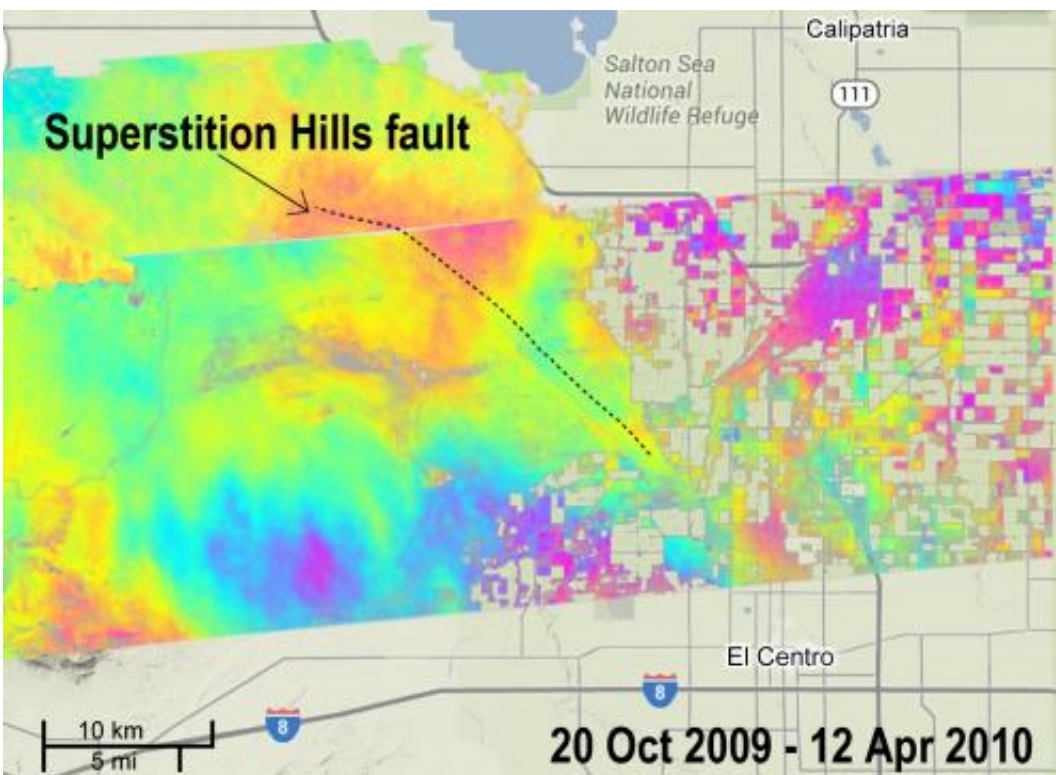 Calipatria
Salton Sea
National
Wildlife Refuge
111
Superstition Hills fault
El Centro
8
8
10 km
5 mi
20 Oct 2009 - 12 Apr 2010